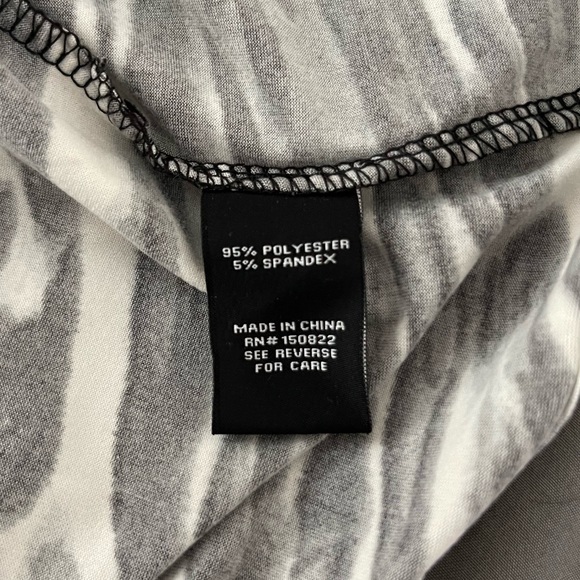 95% POLYESTER
5% SPANDEX
MADE IN CHINA
RN# 150822
SEE REVERSE
FOR CARE